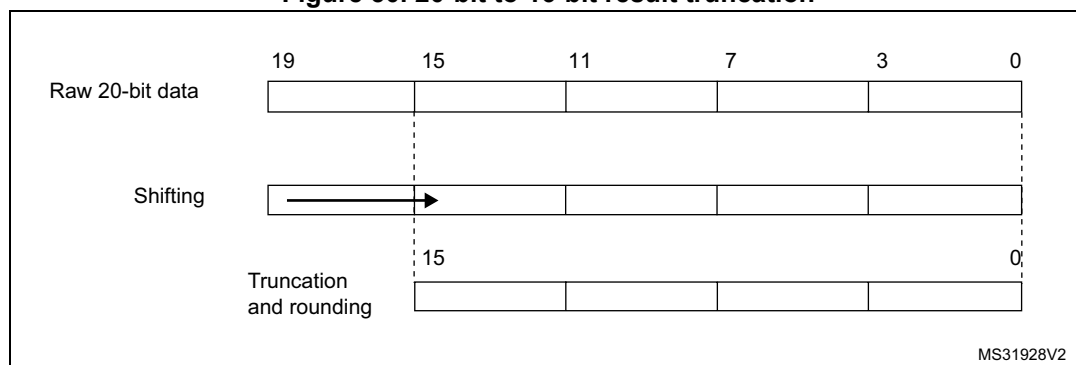 19 15 11 7 3 0
Raw 20-bit data
Shifting
15 0
Truncation
and rounding
MS31928V2